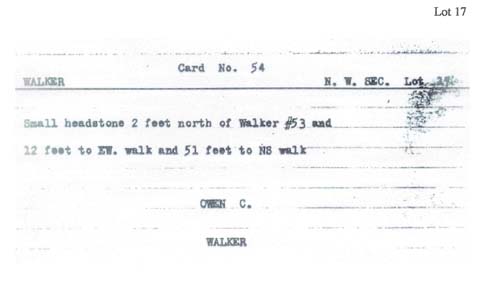 Lot 17
Card No. 54
WALKER N. W. SEC. Lot
Small headstone 2 feet north of Walker #53 and
12 feet to EW. walk and 51 feet to NS walk
OWEN C.
WALKER